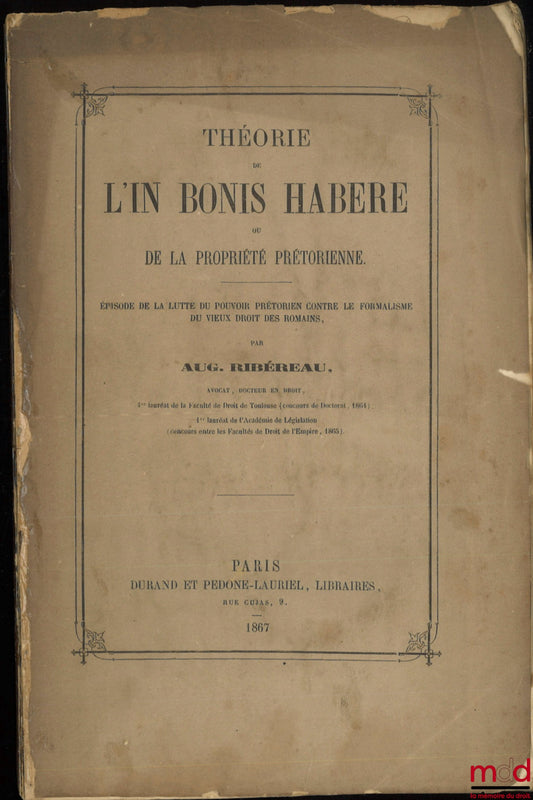 THÉORIE
DE
L'IN BONIS HABERE
OU
DE LA PROPRIÉTÉ PRÉTORIENNE.
ÉPISODE DE LA LUTTE DU POUVOIR PRÉTORIEN CONTRE LE FORMALISME
DU VIEUX DROIT DES ROMAINS,
PAR
AUG. RIBÉREAU,
AVOCAT, DOCTEUR EN DROIT,
1er lauréat de la Faculté de Droit de Toulouse (concours de Doctorat, 1864)
1er lauréat de l'Académie de Législation
(concours entre les Facultés de Droit de l'Empire, 1865).
PARIS
DURAND ET PEDONE-LAURIEL, LIBRAIRES,
RUE CUJAS, 9.
1867
mdd
la mémoire du droit